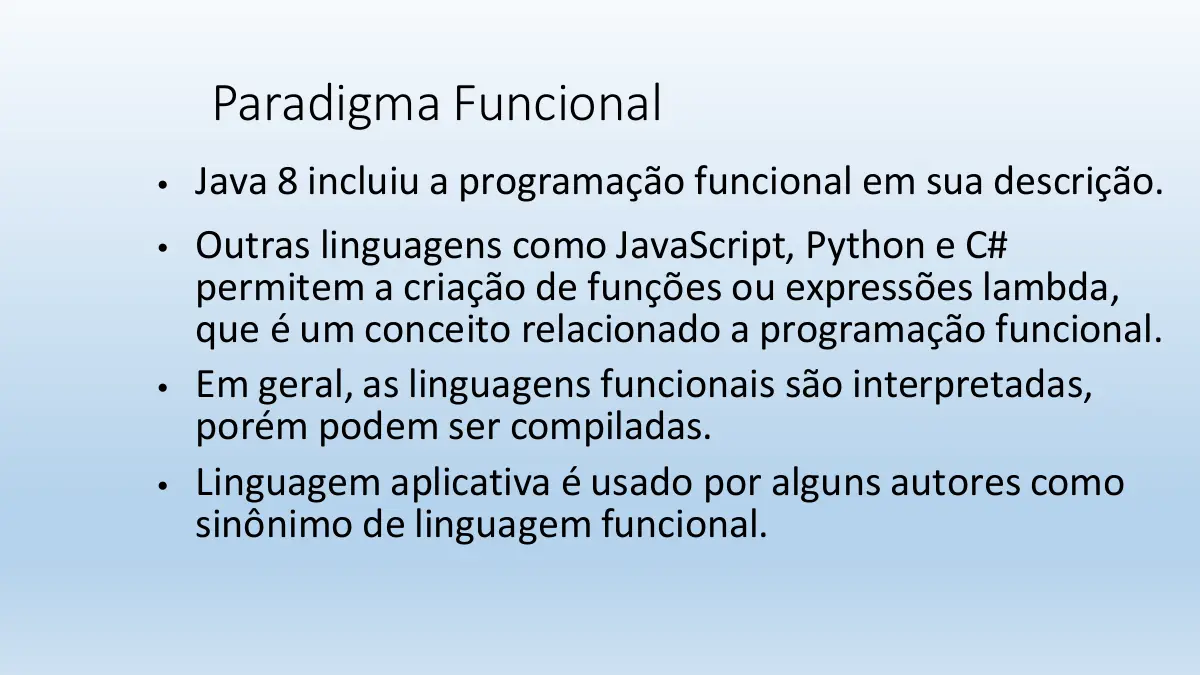 Paradigma Funcional
• Java 8 incluiu a programação funcional em sua descrição.
• Outras linguagens como JavaScript, Python e C#
permitem a criação de funções ou expressões lambda,
que é um conceito relacionado a programação funcional.
• Em geral, as linguagens funcionais são interpretadas,
porém podem ser compiladas.
• Linguagem aplicativa é usado por alguns autores como
sinônimo de linguagem funcional.